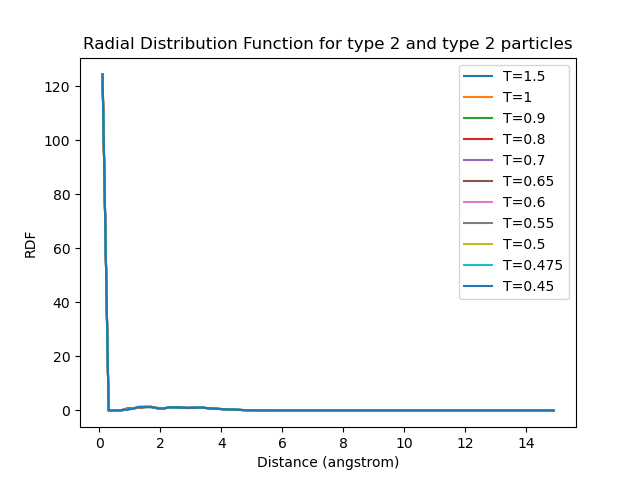 Radial Distribution Function for type 2 and type 2 particles
120
100
80
60
40
20
0
RDF
T=1.5
T=1
T=0.9
T=0.8
T=0.7
T=0.65
T=0.6
T=0.55
T=0.5
T=0.475
T=0.45
0 2 4 6 8 10 12 14
Distance (angstrom)